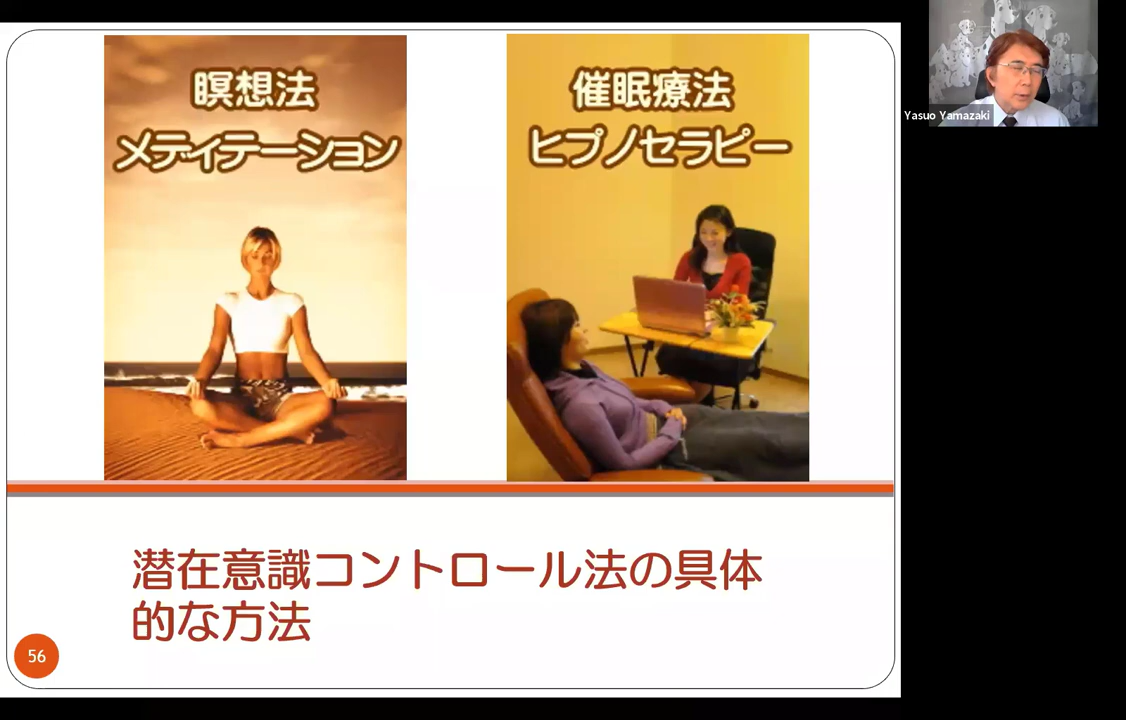 瞑想法
メディテーション
催眠療法
ヒプノセラピー
Yasuo Yamazaki
潜在意識コントロール法の具体
的な方法
56